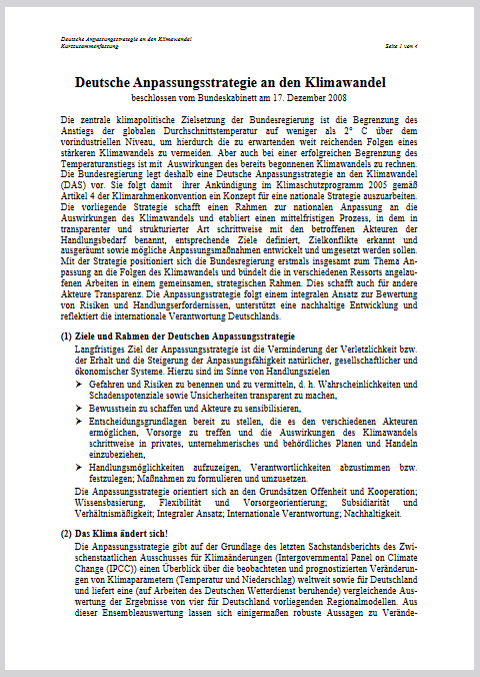 Deutsche Anpassungsstrategie an den Klimawandel
Kurzzusammenfassung Seite 1 von 4
Deutsche Anpassungsstrategie an den Klimawandel
beschlossen vom Bundeskabinett am 17. Dezember 2008
Die zentrale klimapolitische Zielsetzung der Bundesregierung ist die Begrenzung des
Anstiegs der globalen Durchschnittstemperatur auf weniger als 2° C über dem
vorindustriellen Niveau, um hierdurch die zu erwartenden weit reichenden Folgen eines
stärkeren Klimawandels zu vermeiden. Aber auch bei einer erfolgreichen Begrenzung des
Temperaturanstiegs ist mit Auswirkungen des bereits begonnenen Klimawandels zu rechnen.
Die Bundesregierung legt deshalb eine Deutsche Anpassungsstrategie an den Klimawandel
(DAS) vor. Sie folgt damit ihrer Ankündigung im Klimaschutzprogramm 2005 gemäß
Artikel 4 der Klimarahmenkonvention ein Konzept für eine nationale Strategie auszuarbeiten.
Die vorliegende Strategie schafft einen Rahmen zur nationalen Anpassung an die
Auswirkungen des Klimawandels und etabliert einen mittelfristigen Prozess, in dem in
transparenter und strukturierter Art schrittweise mit den betroffenen Akteuren der
Handlungsbedarf benannt, entsprechende Ziele definiert, Zielkonflikte erkannt und
ausgeräumt sowie mögliche Anpassungsmaßnahmen entwickelt und umgesetzt werden sollen.
Mit der Strategie positioniert sich die Bundesregierung erstmals insgesamt zum Thema An-
passung an die Folgen des Klimawandels und bündelt die in verschiedenen Ressorts angelau-
fenen Arbeiten in einem gemeinsamen, strategischen Rahmen. Dies schafft auch für andere
Akteure Transparenz. Die Anpassungsstrategie folgt einem integralen Ansatz zur Bewertung
von Risiken und Handlungserfordernissen, unterstützt eine nachhaltige Entwicklung und
reflektiert die internationale Verantwortung Deutschlands.
(1) Ziele und Rahmen der Deutschen Anpassungsstrategie
Langfristiges Ziel der Anpassungsstrategie ist die Verminderung der Verletzlichkeit bzw.
der Erhalt und die Steigerung der Anpassungsfähigkeit natürlicher, gesellschaftlicher und
ökonomischer Systeme. Hierzu sind im Sinne von Handlungszielen
➢ Gefahren und Risiken zu benennen und zu vermitteln, d. h. Wahrscheinlichkeiten und
Schadenspotenziale sowie Unsicherheiten transparent zu machen,
➢ Bewusstsein zu schaffen und Akteure zu sensibilisieren,
➢ Entscheidungsgrundlagen bereit zu stellen, die es den verschiedenen Akteuren
ermöglichen, Vorsorge zu treffen und die Auswirkungen des Klimawandels
schrittweise in privates, unternehmerisches und behördliches Planen und Handeln
einzubeziehen,
➢ Handlungsmöglichkeiten aufzuzeigen, Verantwortlichkeiten abzustimmen bzw.
festzulegen; Maßnahmen zu formulieren und umzusetzen.
Die Anpassungsstrategie orientiert sich an den Grundsätzen Offenheit und Kooperation;
Wissensbasierung, Flexibilität und Vorsorgeorientierung; Subsidiarität und
Verhältnismäßigkeit; Integraler Ansatz; Internationale Verantwortung; Nachhaltigkeit.
(2) Das Klima ändert sich!
Die Anpassungsstrategie gibt auf der Grundlage des letzten Sachstandsberichts des Zwi-
schenstaatlichen Ausschusses für Klimaänderungen (Intergovernmental Panel on Climate
Change (IPCC)) einen Überblick über die beobachteten und prognostizierten Veränderun-
gen von Klimaparametern (Temperatur und Niederschlag) weltweit sowie für Deutschland
und liefert eine (auf Arbeiten des Deutschen Wetterdienst beruhende) vergleichende Aus-
wertung der Ergebnisse von vier für Deutschland vorliegenden Regionalmodellen. Aus
dieser Ensembleauswertung lassen sich einigermaßen robuste Aussagen zu Verände-